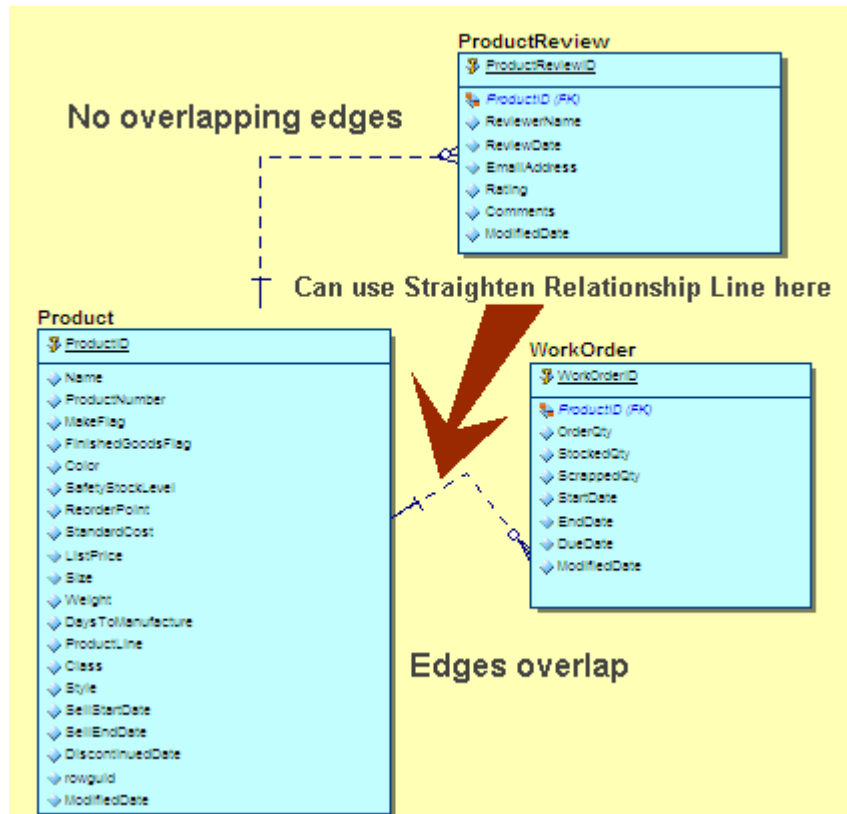 ProductReview
ProductReviewID
ProductID (FK)
ReviewerName
ReviewDate
EmailAddress
Rating
Comments
ModifiedDate
No overlapping edges
Can use Straighten Relationship Line here
Product
ProductID
Name
ProductNumber
MakeFlag
FinishedGoodsFlag
Color
SafetyStockLevel
ReorderPoint
StandardCost
ListPrice
Size
Weight
DaysToManufacture
ProductLine
Class
Style
SellStartDate
SellEndDate
DiscontinuedDate
rowguid
ModifiedDate
WorkOrder
WorkOrderID
ProductID (FK)
OrderQty
StockedQty
ScrappedQty
StartDate
EndDate
DueDate
ModifiedDate
Edges overlap